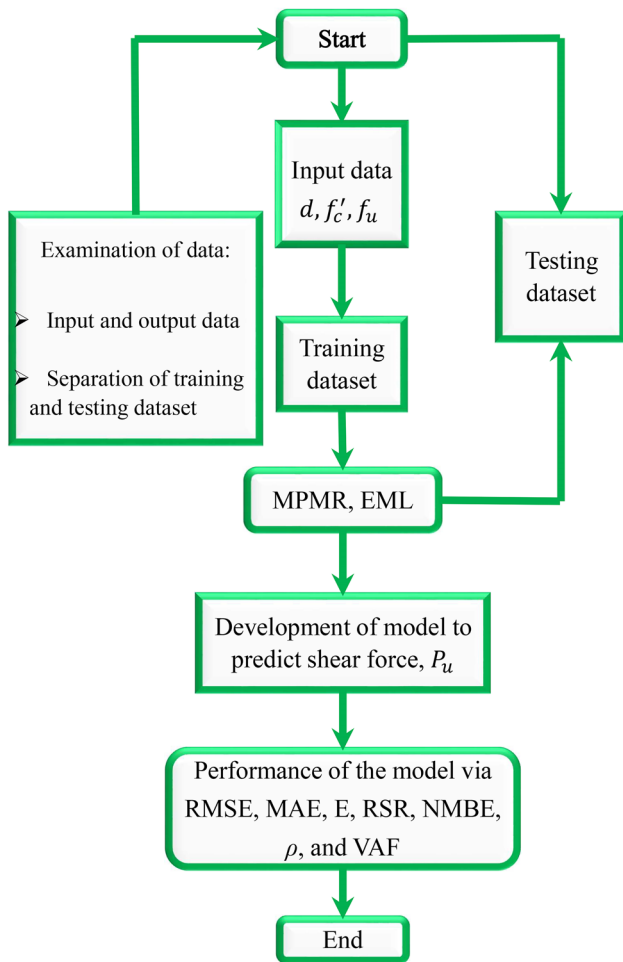 Start
Input data
d, f′c, fu
Examination of data:
➢ Input and output data
➢ Separation of training
and testing dataset
Testing
dataset
Training
dataset
MPMR, EML
Development of model to
predict shear force, Pu
Performance of the model via
RMSE, MAE, E, RSR, NMBE,
ρ, and VAF
End